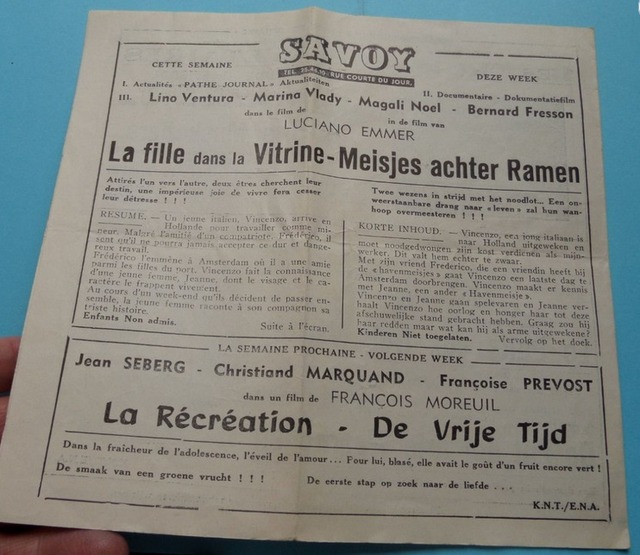 SAVOY
CETTE SEMAINE
TEL. 25.46.10 - RUE COURTE DU JOUR.
DEZE WEEK
I. Actualités «PATHE JOURNAL» Aktualiteiten
II. Documentaire - Dokumentatiefilm
III. Lino Ventura - Marina Vlady - Magali Noel - Bernard Fresson
dans le film de
in de film van
LUCIANO EMMER
La fille dans la Vitrine - Meisjes achter Ramen
Attirés l'un vers l'autre, deux êtres cherchent leur
destin, une impérieuse joie de vivre fera cesser
leur détresse ! ! !
RESUME. — Un jeune italien, Vincenzo, arrive en
Hollande pour travailler comme mi-
neur. Malgré l'amitié d'un compatriote, Frédérico, il
sent qu'il ne pourra jamais accepter ce dur et dange-
reux travail.
Frédérico l'emmène à Amsterdam où il a une amie
parmi les filles du port. Vincenzo fait la connaissance
d'une jeune femme, Jeanne, dont le visage et le ca-
ractère le frappent vivement.
Au cours d'un week-end qu'ils décident de passer en-
semble, la jeune femme raconte à son compagnon sa
triste histoire.
Enfants Non admis. Suite à l'écran.
Twee wezens in strijd met het noodlot... Een on-
weerstaanbare drang naar «leven» zal hun wan-
hoop overmeesteren ! ! !
KORTE INHOUD. — Vincenzo, een jong italiaan is
naar Holland uitgeweken en
moet noodgedwongen zijn kost verdienen als mijn-
werker. Dit valt hem echter te zwaar.
Met zijn vriend Frederico, die een vriendin heeft bij
de «havenmeisjes» gaat Vincenzo een laatste dag te
Amsterdam doorbrengen. Vincenzo maakt er kennis
met Jeanne, een ander «Havenmeisje».
Vincenzo en Jeanne gaan spelevaren en Jeanne ver-
haalt Vincenzo hoe oorlog en honger haar tot deze
afschuwelijke stand gebracht hebben. Graag zou hij
haar redden maar wat kan hij als arme uitgewekene?
Kinderen Niet toegelaten. Vervolg op het doek.
LA SEMAINE PROCHAINE - VOLGENDE WEEK
Jean SEBERG - Christiand MARQUAND - Françoise PREVOST
dans un film de FRANÇOIS MOREUIL
La Récréation - De Vrije Tijd
Dans la fraîcheur de l'adolescence, l'éveil de l'amour... Four lui, blasé, elle avait le goût d'un fruit encore vert !
De smaak van een groene vrucht ! ! !
De eerste stap op zoek naar de liefde . . .
K.N.T./E.N.A.